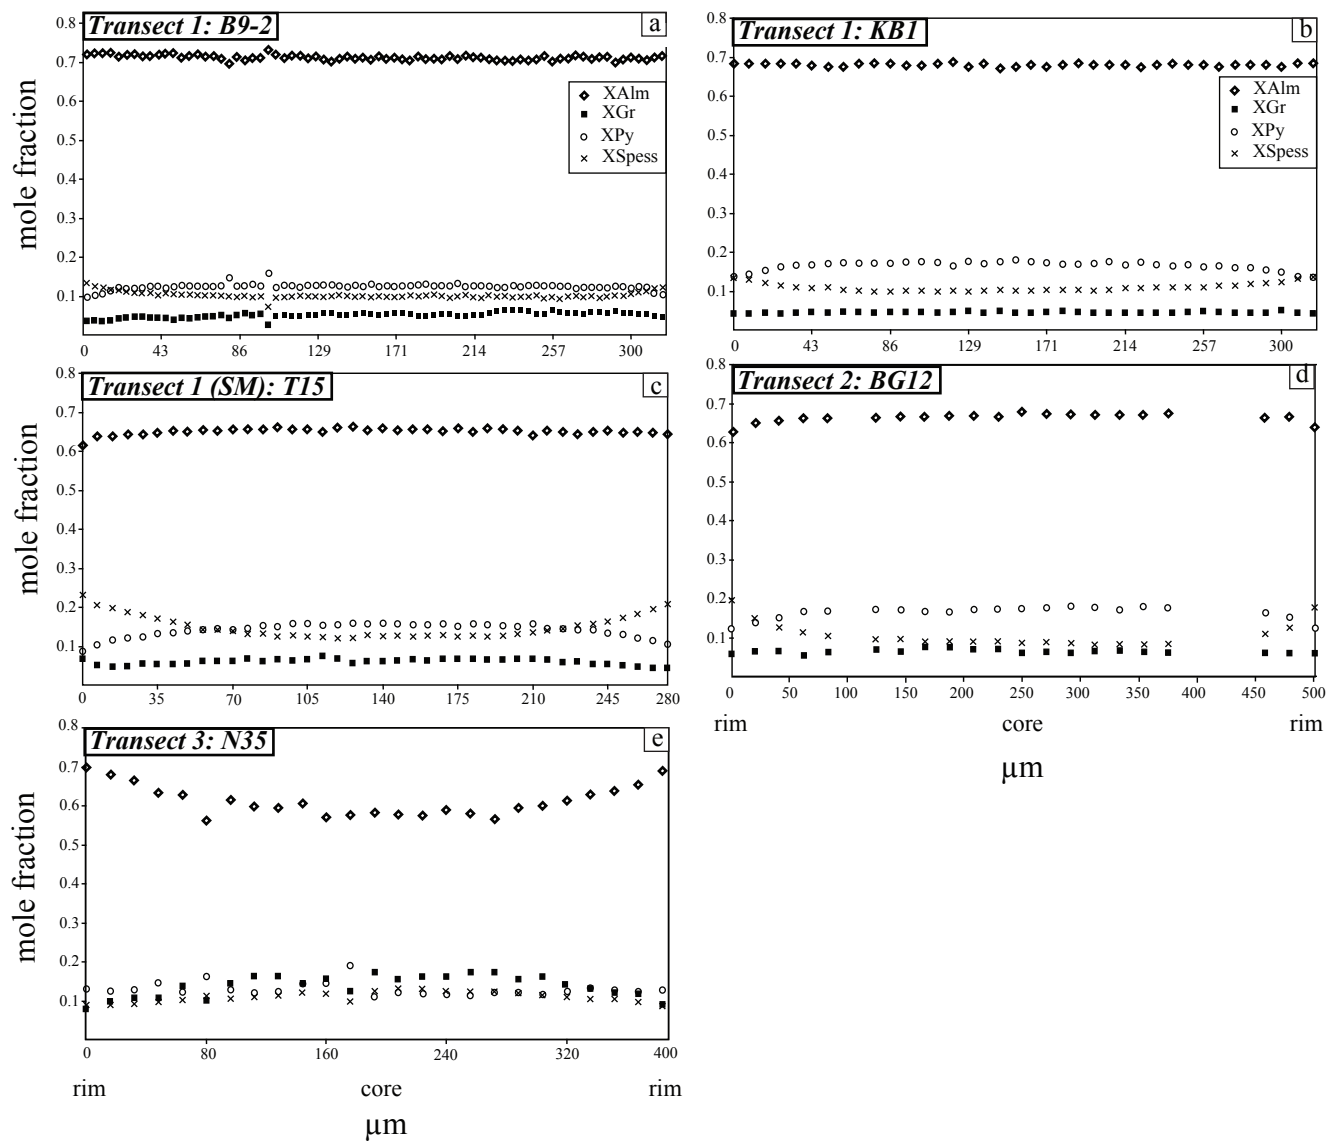 Transect 1: B9-2
a
0.8
0.7
0.6
0.5
0.4
0.3
0.2
0.1
mole fraction
XAlm
XGr
XPy
XSpess
0 43 86 129 171 214 257 300
Transect 1: KB1
b
0.8
0.7
0.6
0.5
0.4
0.3
0.2
0.1
XAlm
XGr
XPy
XSpess
0 43 86 129 171 214 257 300
Transect 1 (SM): T15
c
0.8
0.7
0.6
0.5
0.4
0.3
0.2
0.1
mole fraction
0 35 70 105 140 175 210 245 280
Transect 2: BG12
d
0.8
0.7
0.6
0.5
0.4
0.3
0.2
0.1
0 50 100 150 200 250 300 350 400 450 500
rim core rim
µm
Transect 3: N35
e
0.8
0.7
0.6
0.5
0.4
0.3
0.2
0.1
mole fraction
0 80 160 240 320 400
rim core rim
µm